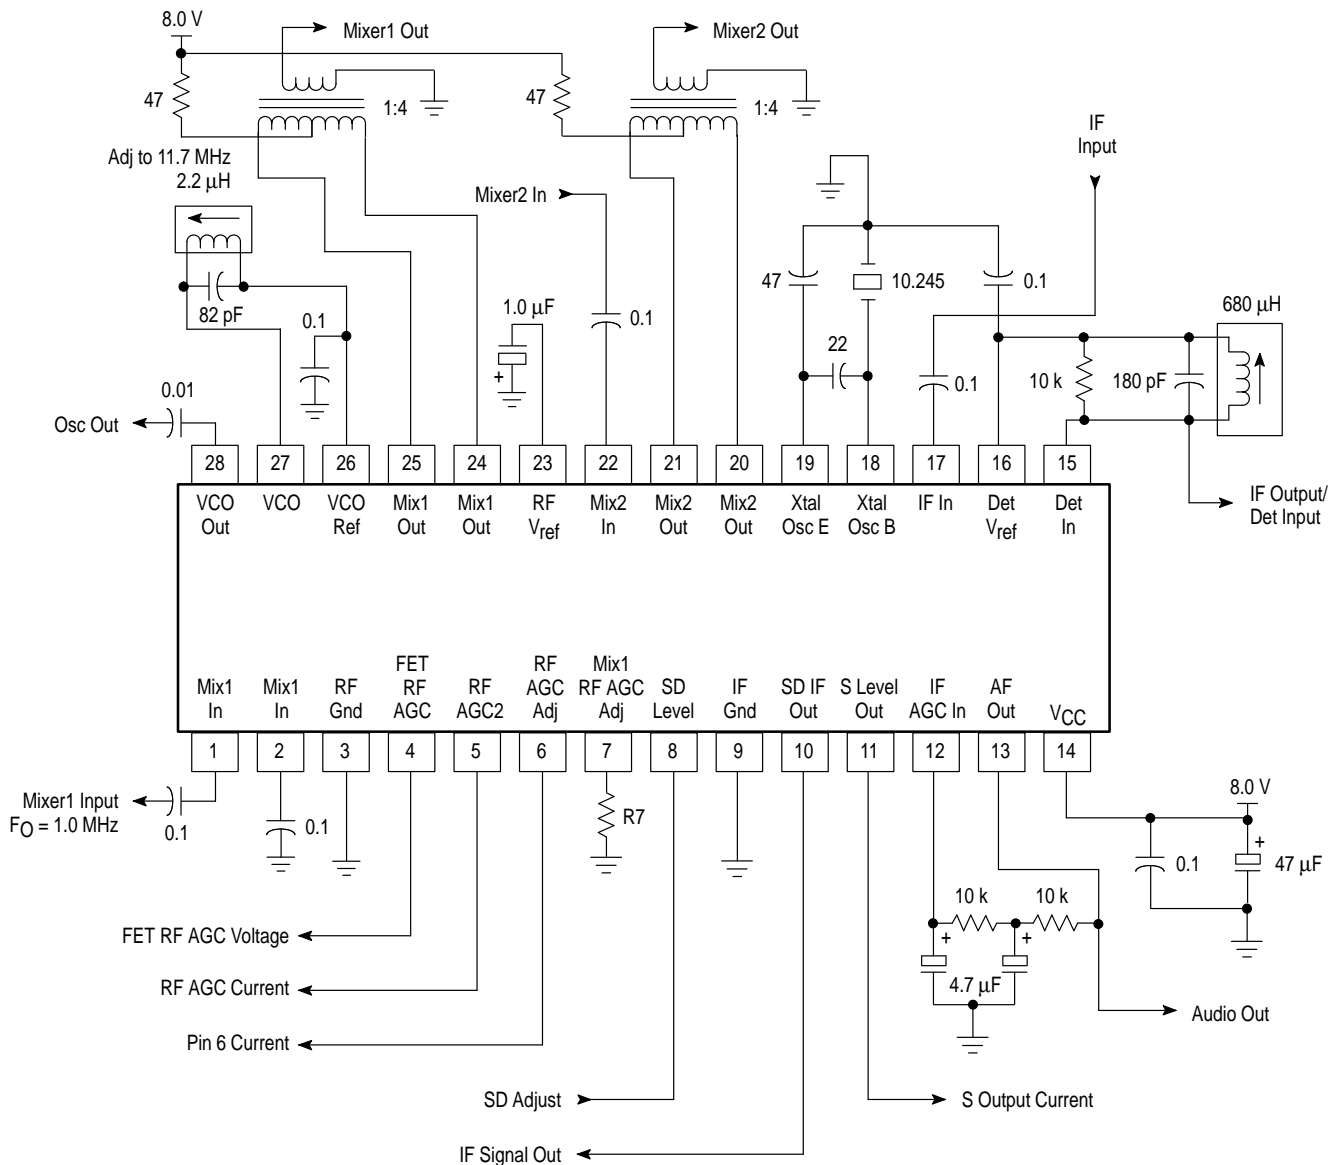 8.0 V
Mixer1 Out
Mixer2 Out
47
1:4
47
1:4
Adj to 11.7 MHz
2.2 μH
IF
Input
Mixer2 In
82 pF
0.1
1.0 μF
+
0.1
47
10.245
0.1
22
0.1
680 μH
10 k
180 pF
0.01
Osc Out
IF Output/
Det Input
28
27
26
25
24
23
22
21
20
19
18
17
16
15
VCO
Out
VCO
VCO
Ref
Mix1
Out
Mix1
Out
RF
Vref
Mix2
In
Mix2
Out
Mix2
Out
Xtal
Osc E
Xtal
Osc B
IF In
Det
Vref
Det
In
Mix1
In
Mix1
In
RF
Gnd
FET
RF
AGC
RF
AGC2
RF
AGC
Adj
Mix1
RF AGC
Adj
SD
Level
IF
Gnd
SD IF
Out
S Level
Out
IF
AGC In
AF
Out
VCC
1
2
3
4
5
6
7
8
9
10
11
12
13
14
Mixer1 Input
FO = 1.0 MHz
0.1
0.1
R7
8.0 V
+
0.1
47 μF
10 k
10 k
+
+
4.7 μF
FET RF AGC Voltage
RF AGC Current
Audio Out
Pin 6 Current
SD Adjust
S Output Current
IF Signal Out